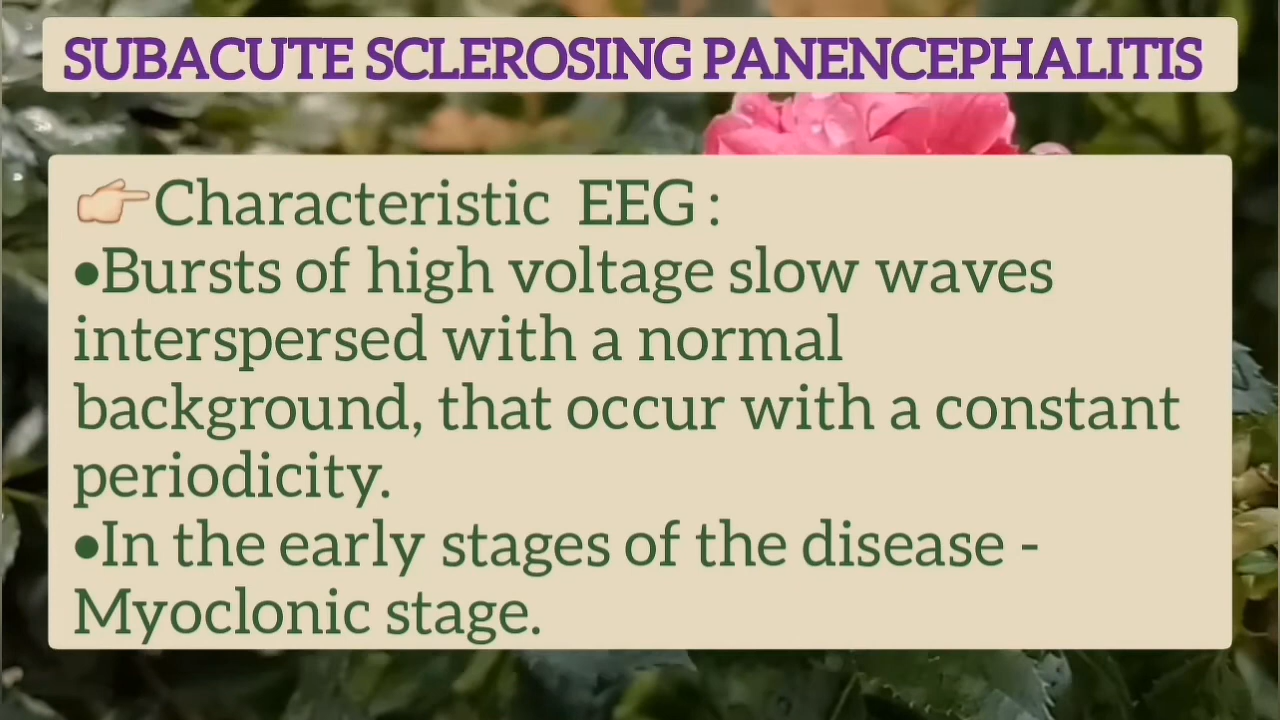 SUBACUTE SCLEROSING PANENCEPHALITIS
👉Characteristic EEG :
•Bursts of high voltage slow waves
interspersed with a normal
background, that occur with a constant
periodicity.
•In the early stages of the disease -
Myoclonic stage.